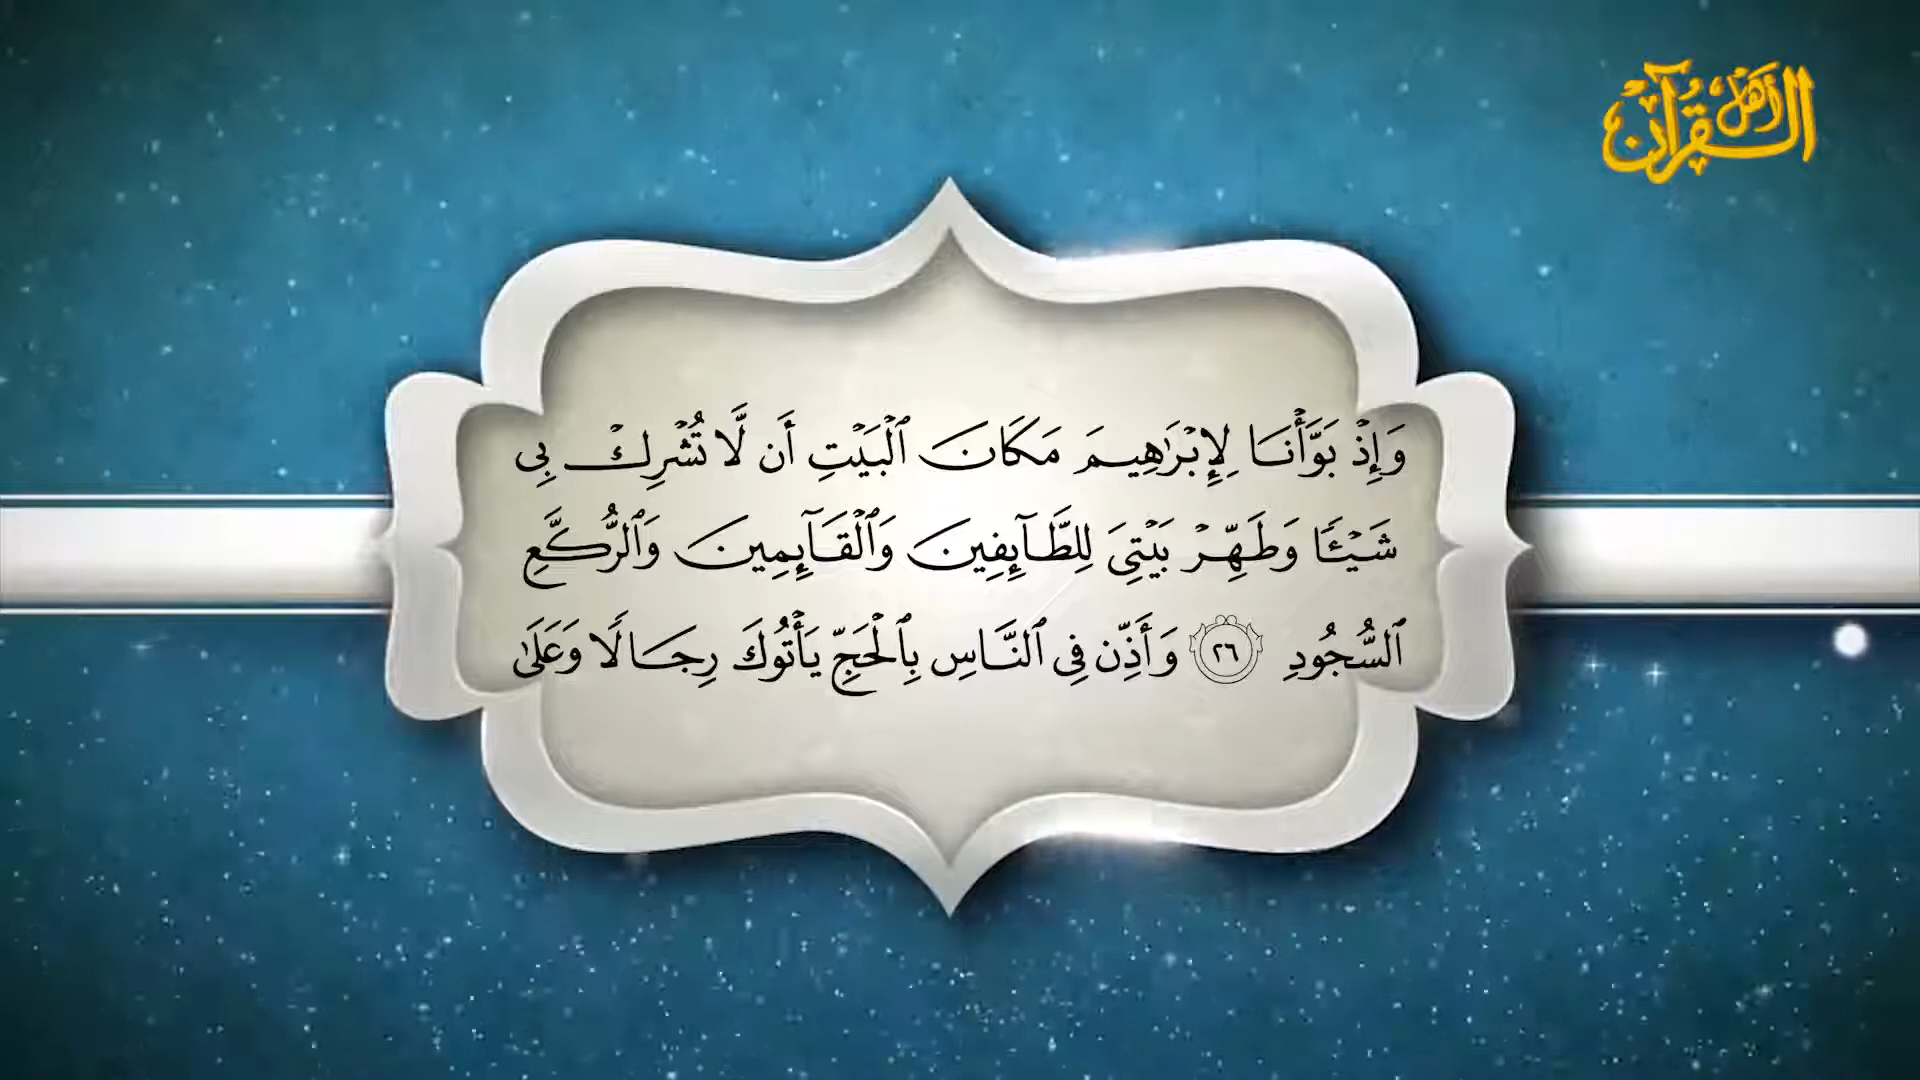 أهل القرآن
وَإِذْ بَوَّأْنَا لِإِبْرَٰهِيمَ مَكَانَ ٱلْبَيْتِ أَن لَّا تُشْرِكْ بِى
شَيْـًٔا وَطَهِّرْ بَيْتِىَ لِلطَّآئِفِينَ وَٱلْقَآئِمِينَ وَٱلرُّكَّعِ
ٱلسُّجُودِ ٢٦ وَأَذِّن فِى ٱلنَّاسِ بِٱلْحَجِّ يَأْتُوكَ رِجَالًا وَعَلَىٰ